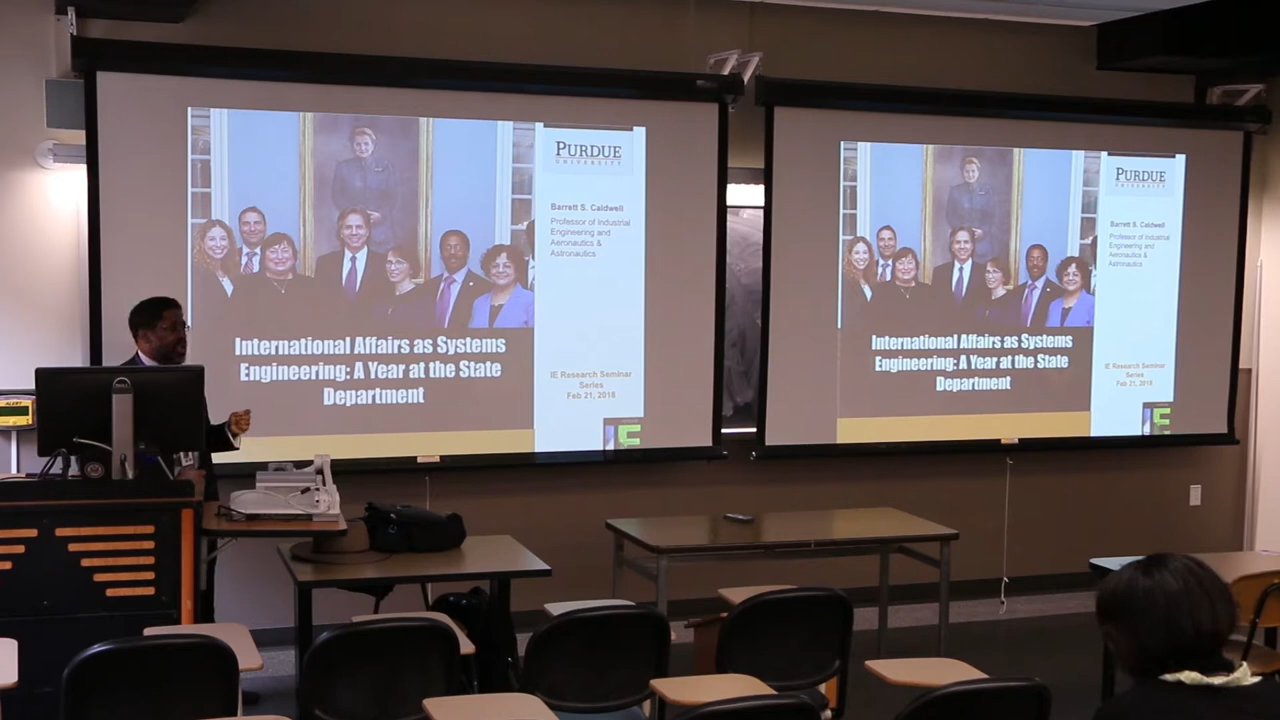 PURDUE
UNIVERSITY
Barrett S. Caldwell
Professor of Industrial
Engineering and
Aeronautics &
Astronautics
International Affairs as Systems
Engineering: A Year at the State
Department
IE Research Seminar
Series
Feb 21, 2018
PURDUE
UNIVERSITY
Barrett S. Caldwell
Professor of Industrial
Engineering and
Aeronautics &
Astronautics
International Affairs as Systems
Engineering: A Year at the State
Department
IE Research Seminar
Series
Feb 21, 2018
ALERT
DELL